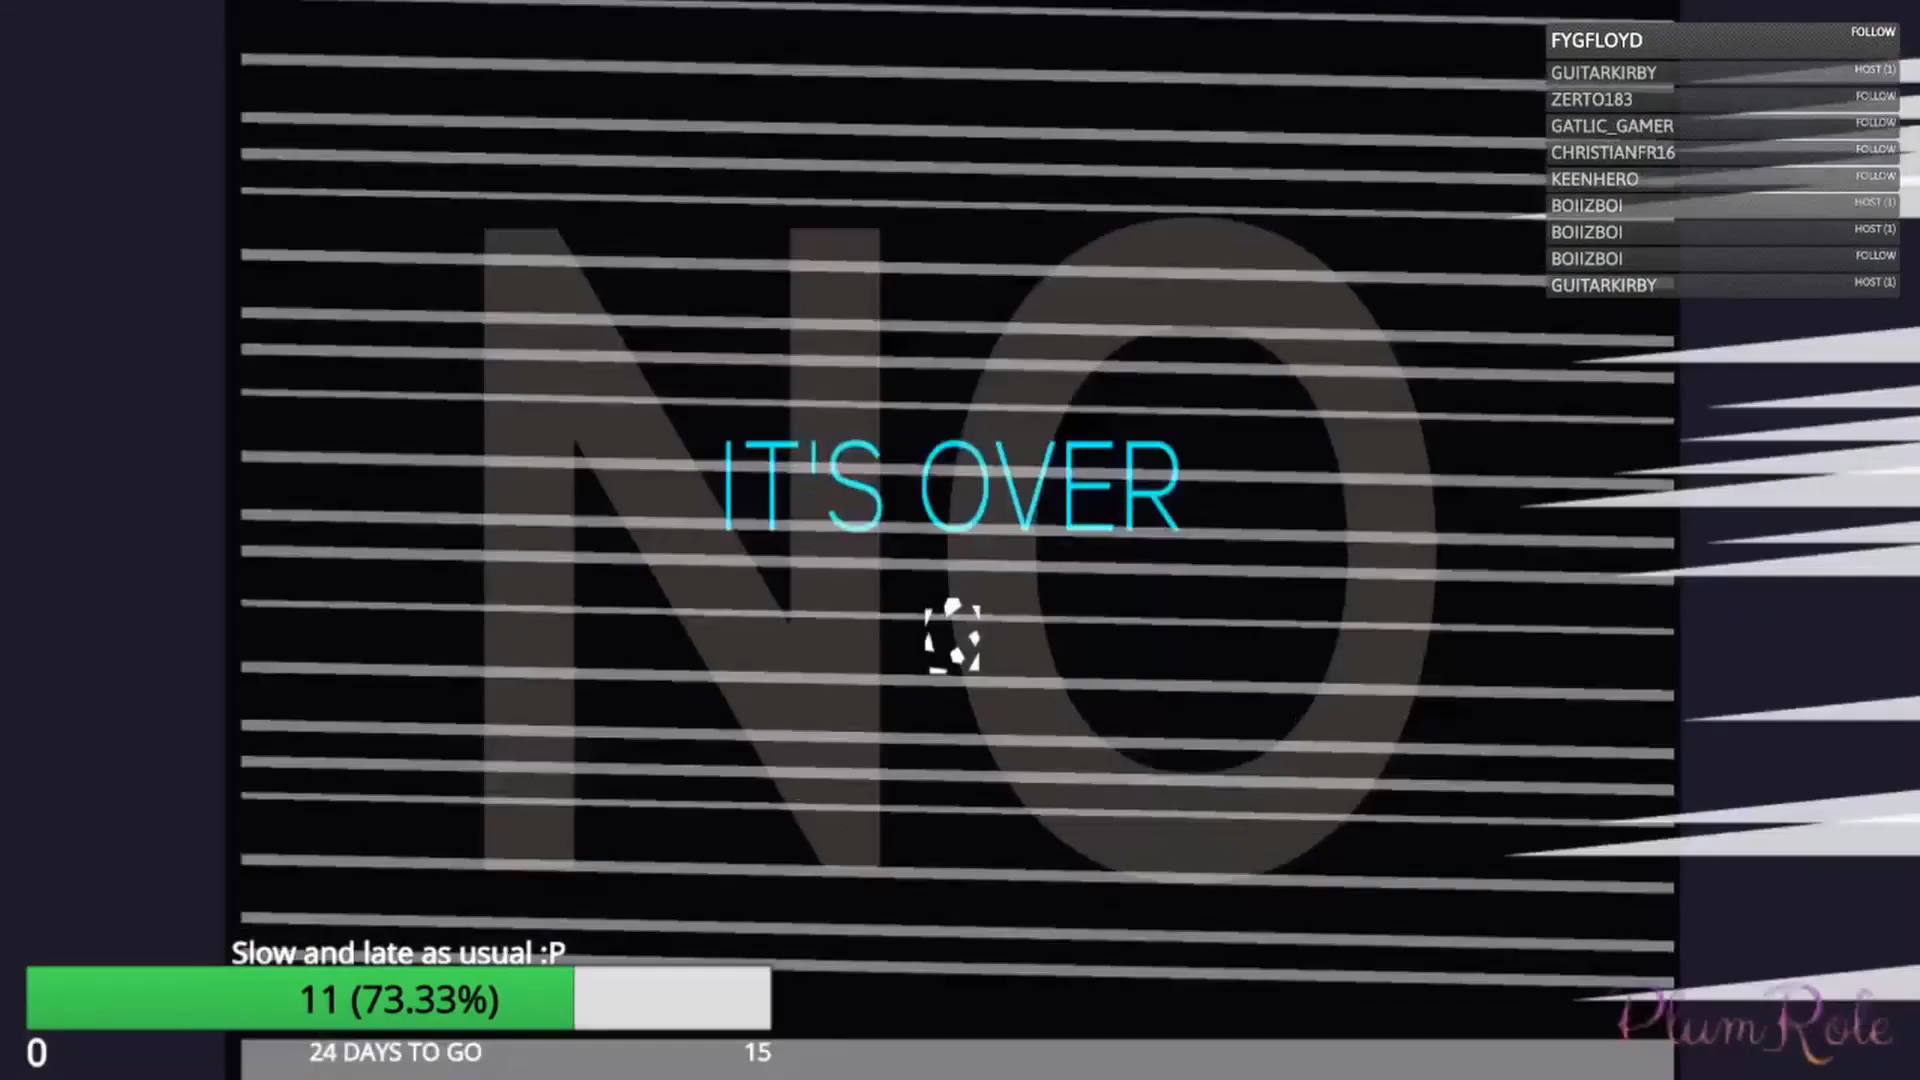 FYGFLOYD FOLLOW
GUITARKIRBY HOST (1)
ZERTO183 FOLLOW
GATLIC_GAMER FOLLOW
CHRISTIANFR16 FOLLOW
KEENHERO FOLLOW
BOIIZBOI HOST (1)
BOIIZBOI HOST (1)
BOIIZBOI FOLLOW
GUITARKIRBY HOST (1)
NO
IT'S OVER
Slow and late as usual :P
11 (73.33%)
0 24 DAYS TO GO 15
Plum Role